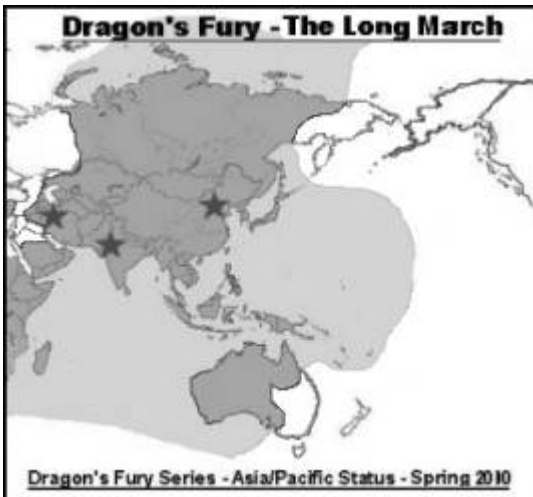 Dragon's Fury -The Long March
Dragon's Fury Series - Asia/Pacific Status - Spring 2010